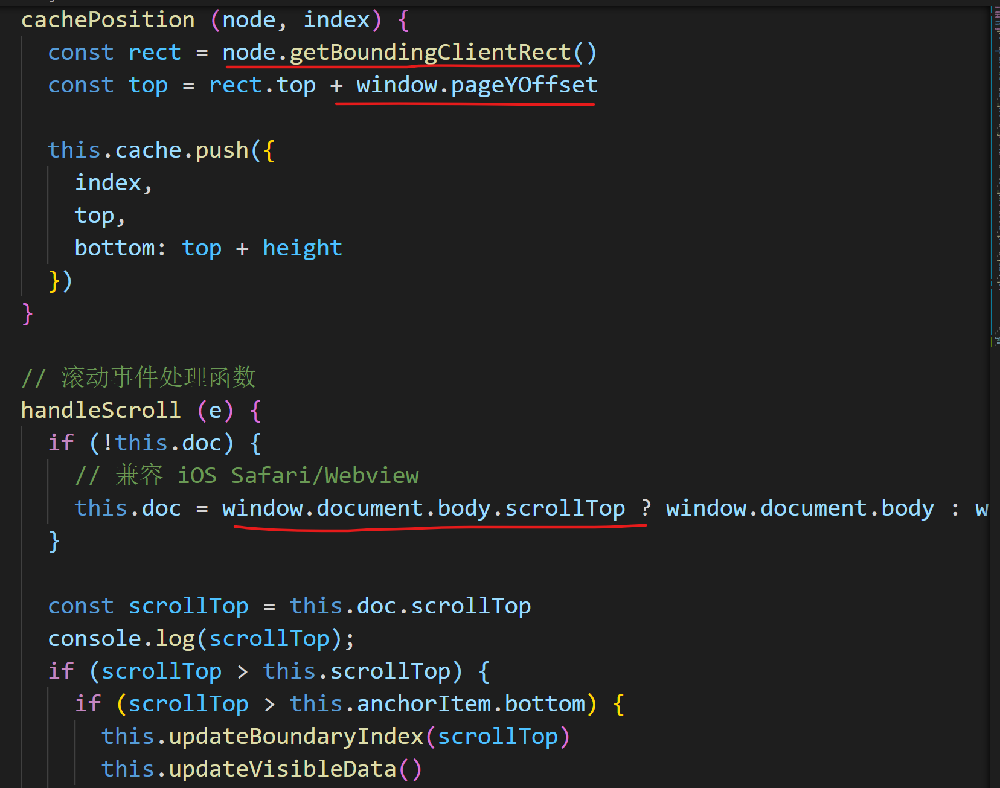 cachePosition (node, index) {
const rect = node.getBoundingClientRect()
const top = rect.top + window.pageYOffset
this.cache.push({
index,
top,
bottom: top + height
})
}
// 滚动事件处理函数
handleScroll (e) {
if (!this.doc) {
// 兼容 iOS Safari/Webview
this.doc = window.document.body.scrollTop ? window.document.body : w
}
const scrollTop = this.doc.scrollTop
console.log(scrollTop);
if (scrollTop > this.scrollTop) {
if (scrollTop > this.anchorItem.bottom) {
this.updateBoundaryIndex(scrollTop)
this.updateVisibleData()